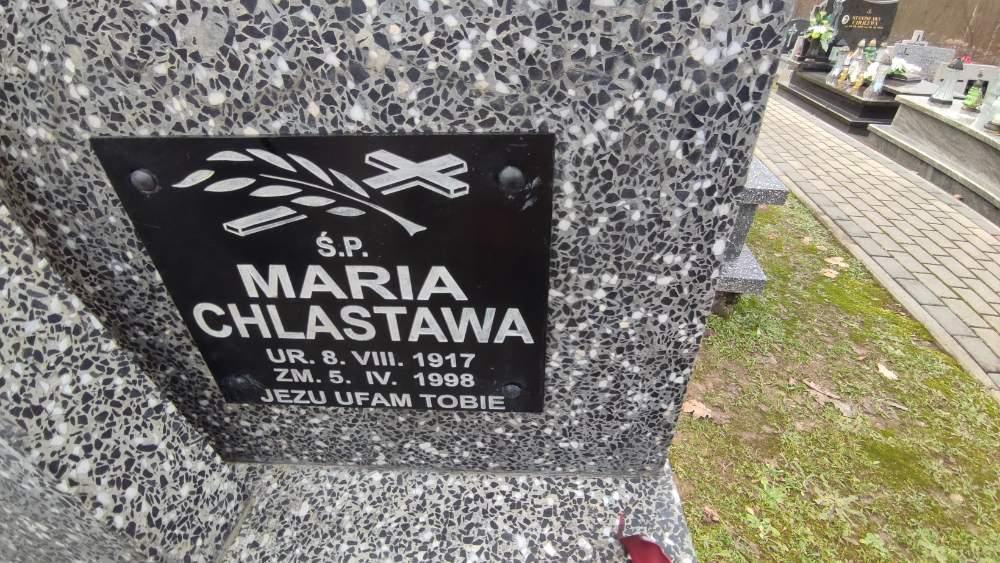 Ś.P.
MARIA
CHLASTAWA
UR. 8. VIII. 1917
ZM. 5. IV. 1998
JEZU UFAM TOBIE